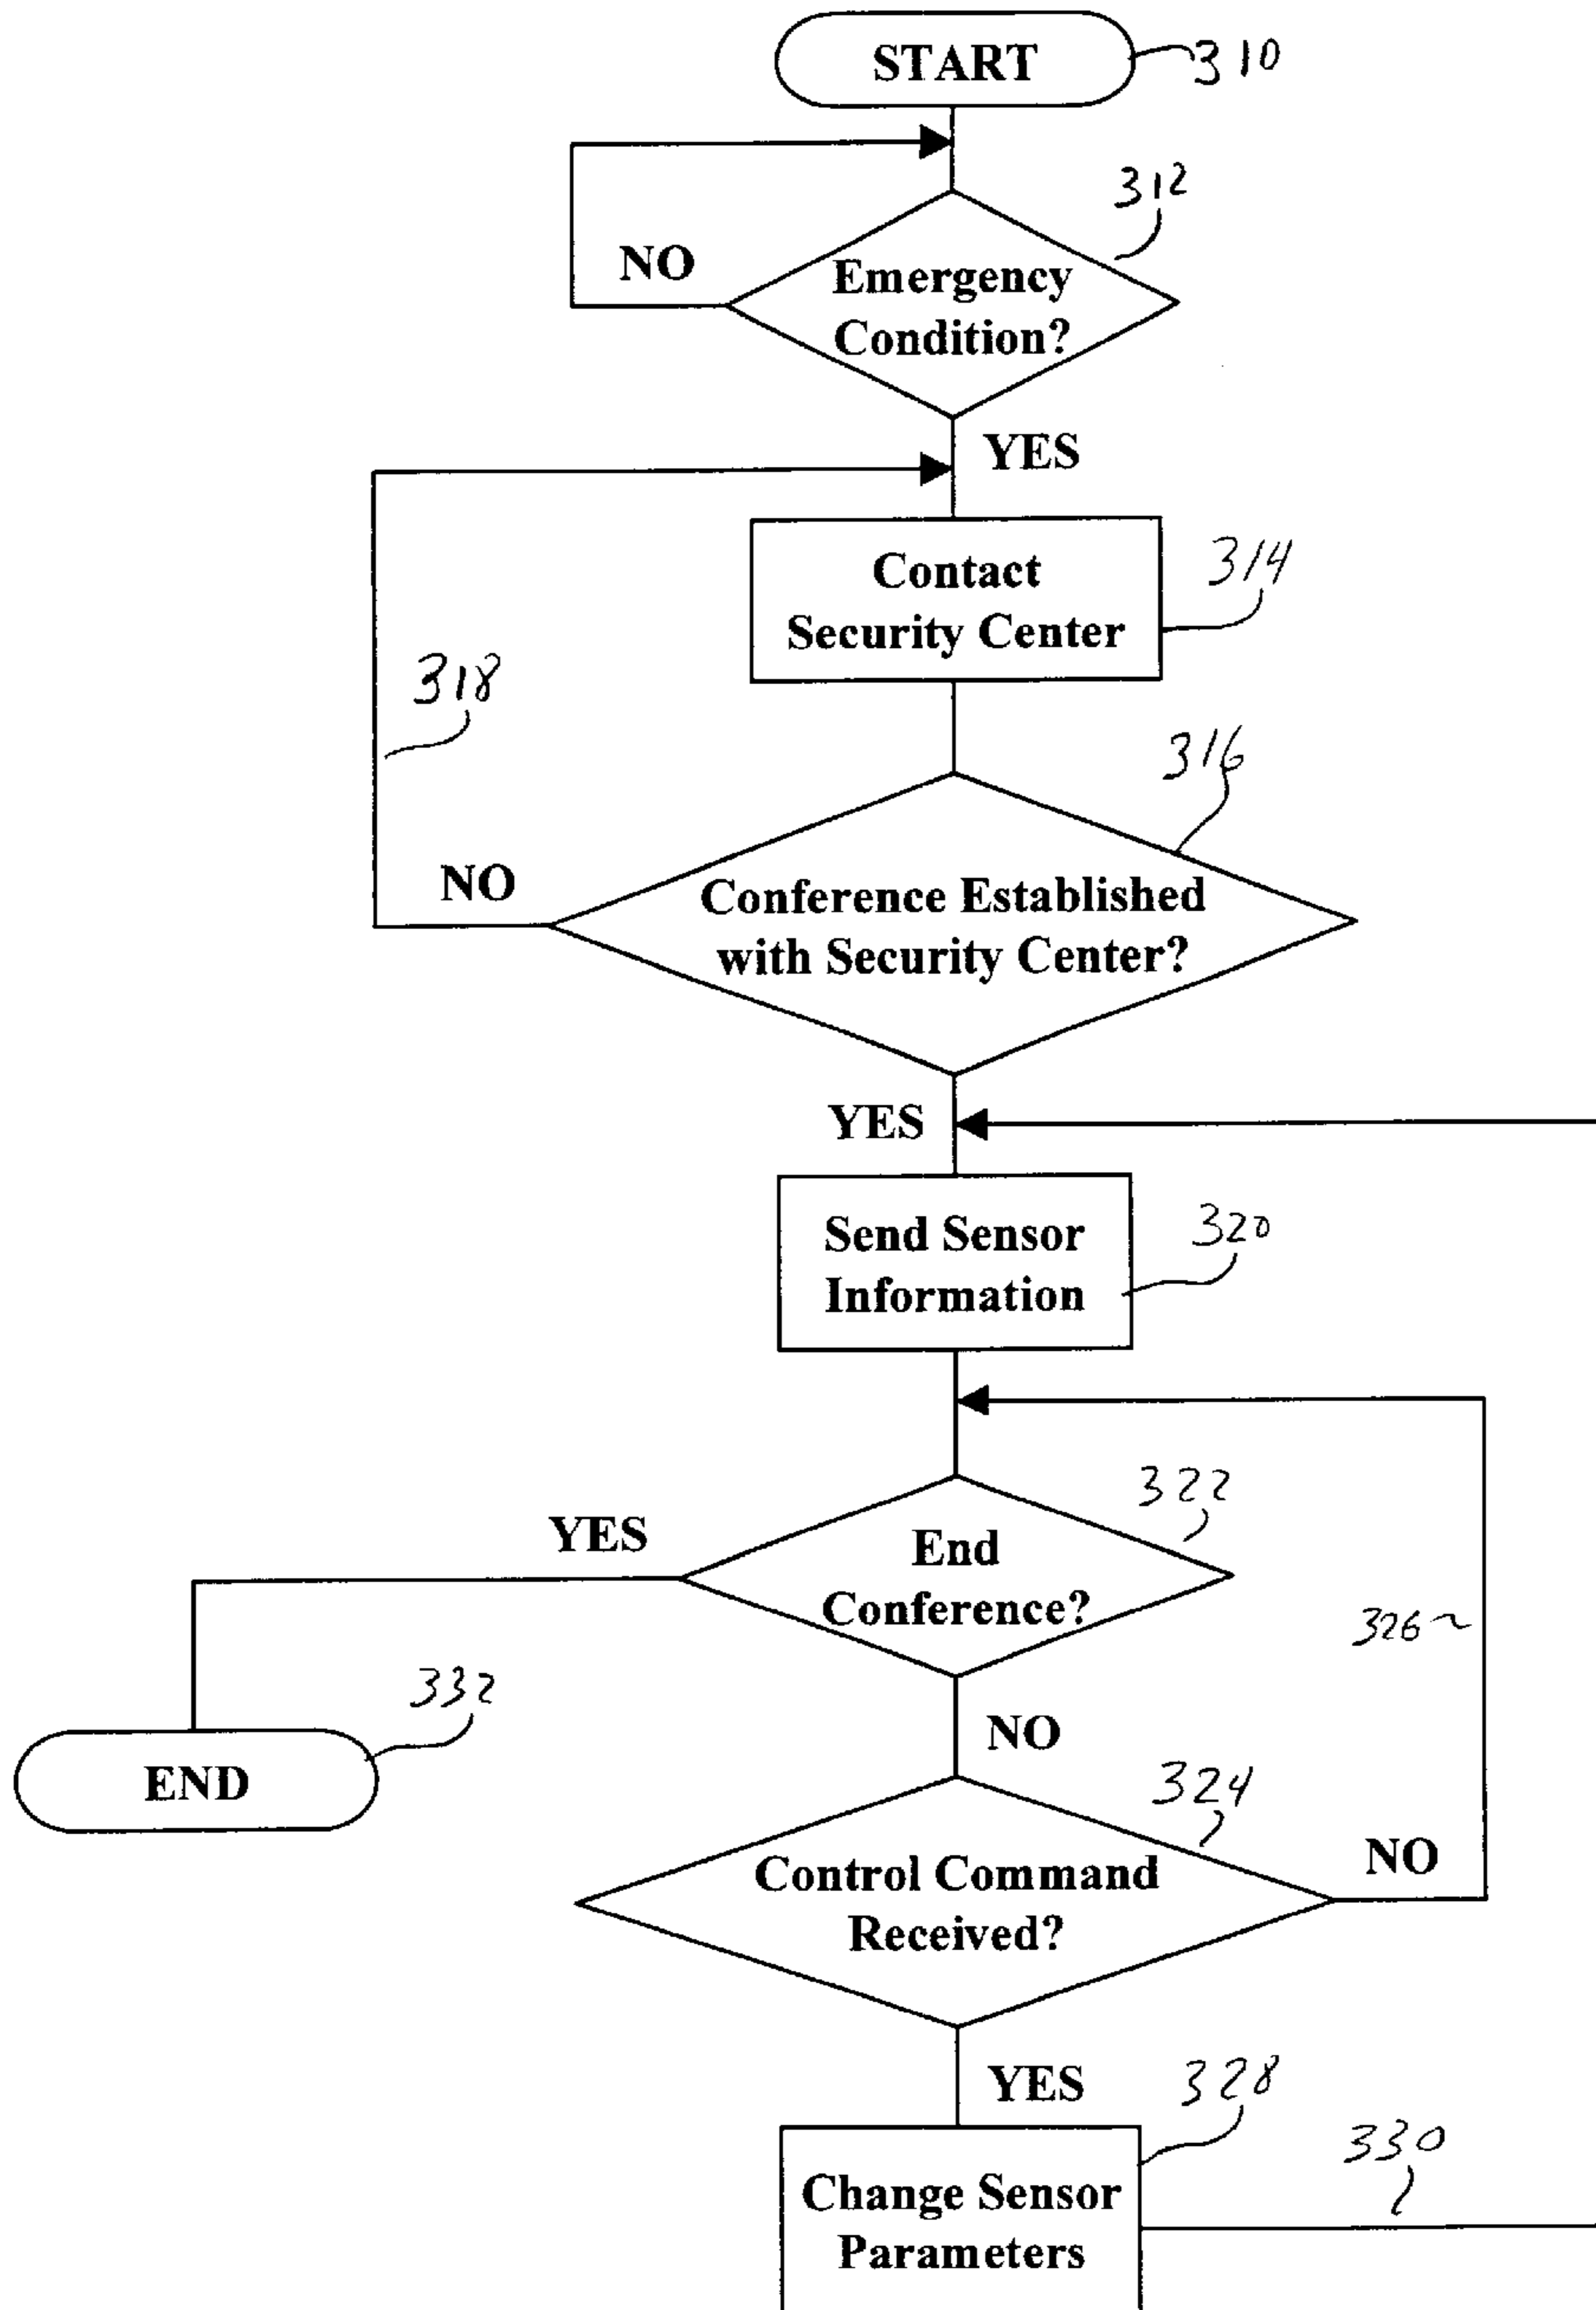 START
310
312
NO
Emergency
Condition?
YES
Contact
Security Center
314
318
316
NO
Conference Established
with Security Center?
YES
Send Sensor
Information
320
322
YES
End
Conference?
326
332
NO
END
324
Control Command
Received?
NO
YES
328
330
Change Sensor
Parameters